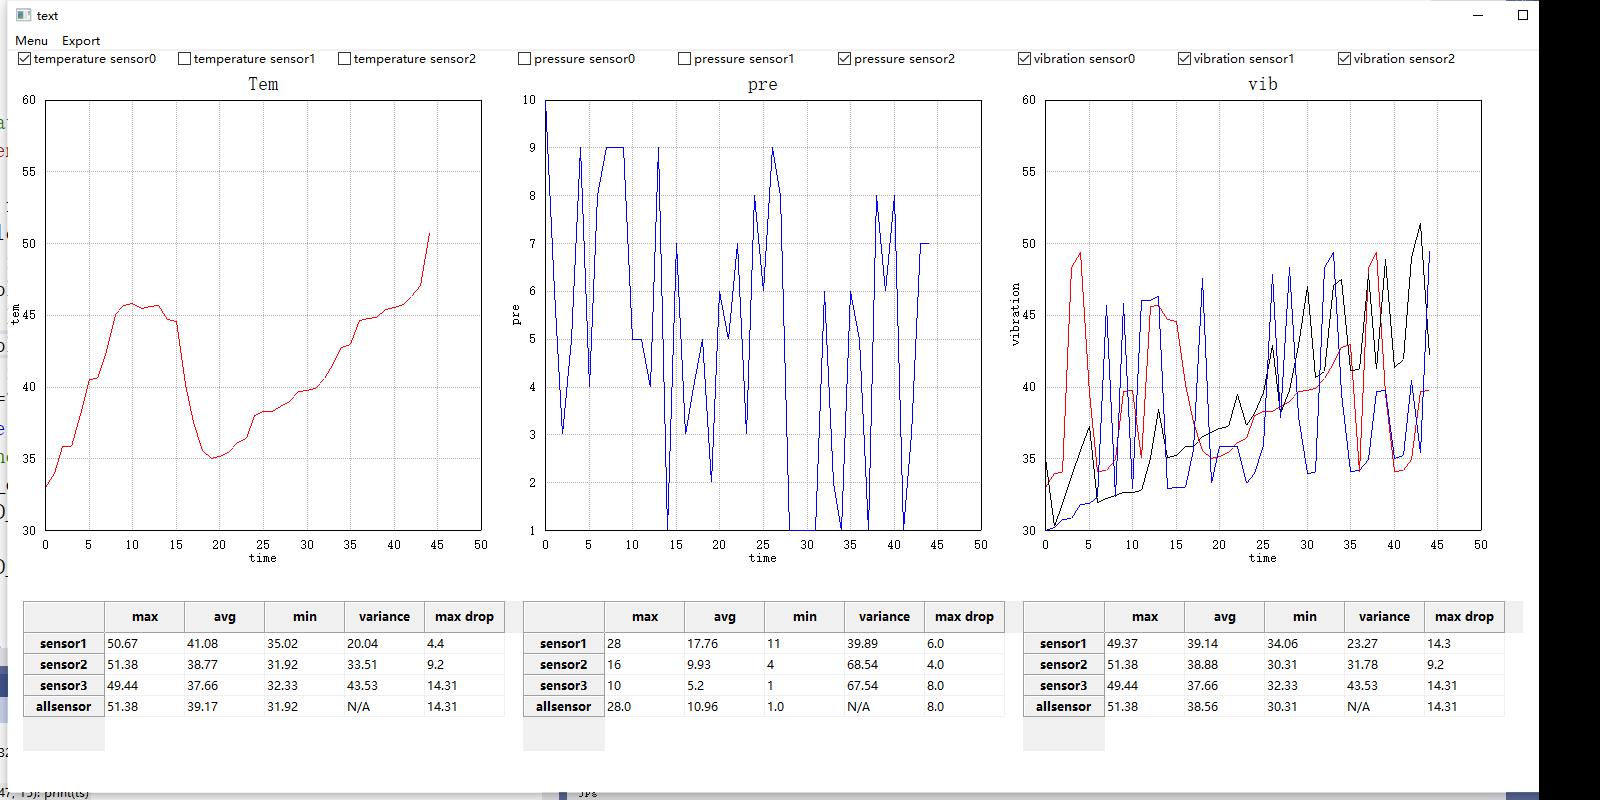 text
Menu Export
temperature sensor0 temperature sensor1 temperature sensor2 pressure sensor0 pressure sensor1 pressure sensor2 vibration sensor0 vibration sensor1 vibration sensor2
Tem
60
55
50
45
40
35
30
tem
0 5 10 15 20 25 30 35 40 45 50
time
pre
10
9
8
7
6
5
4
3
2
1
pre
0 5 10 15 20 25 30 35 40 45 50
time
vib
60
55
50
45
40
35
30
vibration
0 5 10 15 20 25 30 35 40 45 50
time
max avg min variance max drop
sensor1 50.67 41.08 35.02 20.04 4.4
sensor2 51.38 38.77 31.92 33.51 9.2
sensor3 49.44 37.66 32.33 43.53 14.31
allsensor 51.38 39.17 31.92 N/A 14.31
max avg min variance max drop
sensor1 28 17.76 11 39.89 6.0
sensor2 16 9.93 4 68.54 4.0
sensor3 10 5.2 1 67.54 8.0
allsensor 28.0 10.96 1.0 N/A 8.0
max avg min variance max drop
sensor1 49.37 39.14 34.06 23.27 14.3
sensor2 51.38 38.88 30.31 31.78 9.2
sensor3 49.44 37.66 32.33 43.53 14.31
allsensor 51.38 38.56 30.31 N/A 14.31